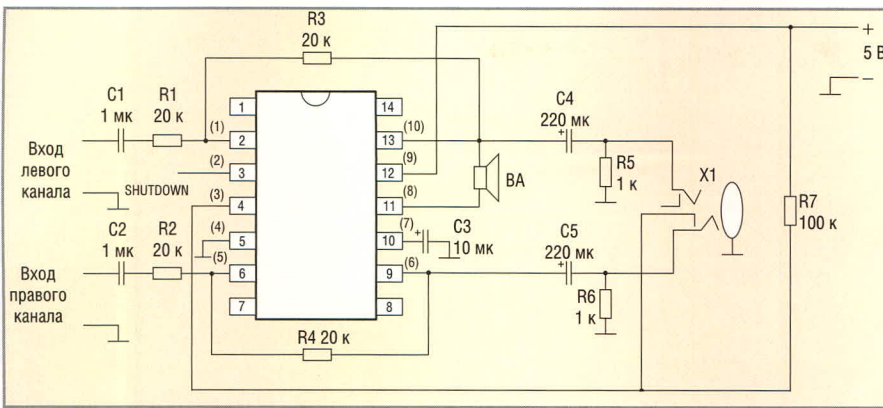 R3
20 к
C1
1 мк
R1
20 к
Вход
левого
канала
SHUTDOWN
C2
1 мк
R2
20 к
Вход
правого
канала
1
2
3
4
5
6
7
(1)
(2)
(3)
(4)
(5)
14
13
12
11
10
9
8
(10)
(9)
(8)
(7)
(6)
R4 20 к
BA
C3
10 мк
+
C4
220 мк
+
R5
1 к
C5
220 мк
+
R6
1 к
X1
R7
100 к
+
5 В
–